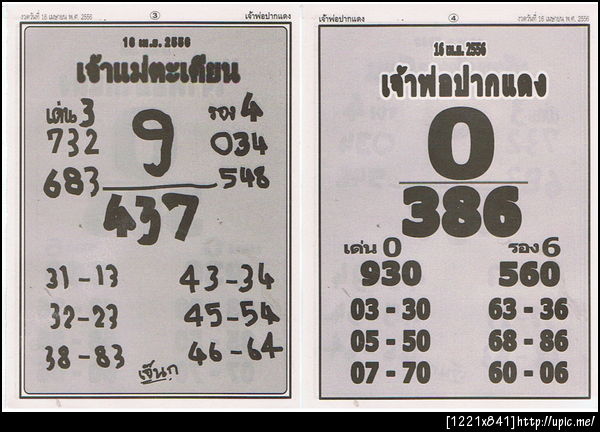 งวดวันที่ 16 เมษายน พ.ศ. 2556 ③ เจ้าพ่อปากแดง
16 เม.ย. 2556
เจ้าแม่ตะเคียน
เด่น 3 9 รอง 4
732 034
683 548
437
31-13 43-34
32-23 45-54
38-83 46-64
เจ๊นก
เจ้าพ่อปากแดง ④ งวดวันที่ 16 เมษายน พ.ศ. 2556
16 เม.ย. 2556
เจ้าพ่อปากแดง
0
386
เด่น 0 รอง 6
930 560
03-30 63-36
05-50 68-86
07-70 60-06
[1221x841]http://upic.me/